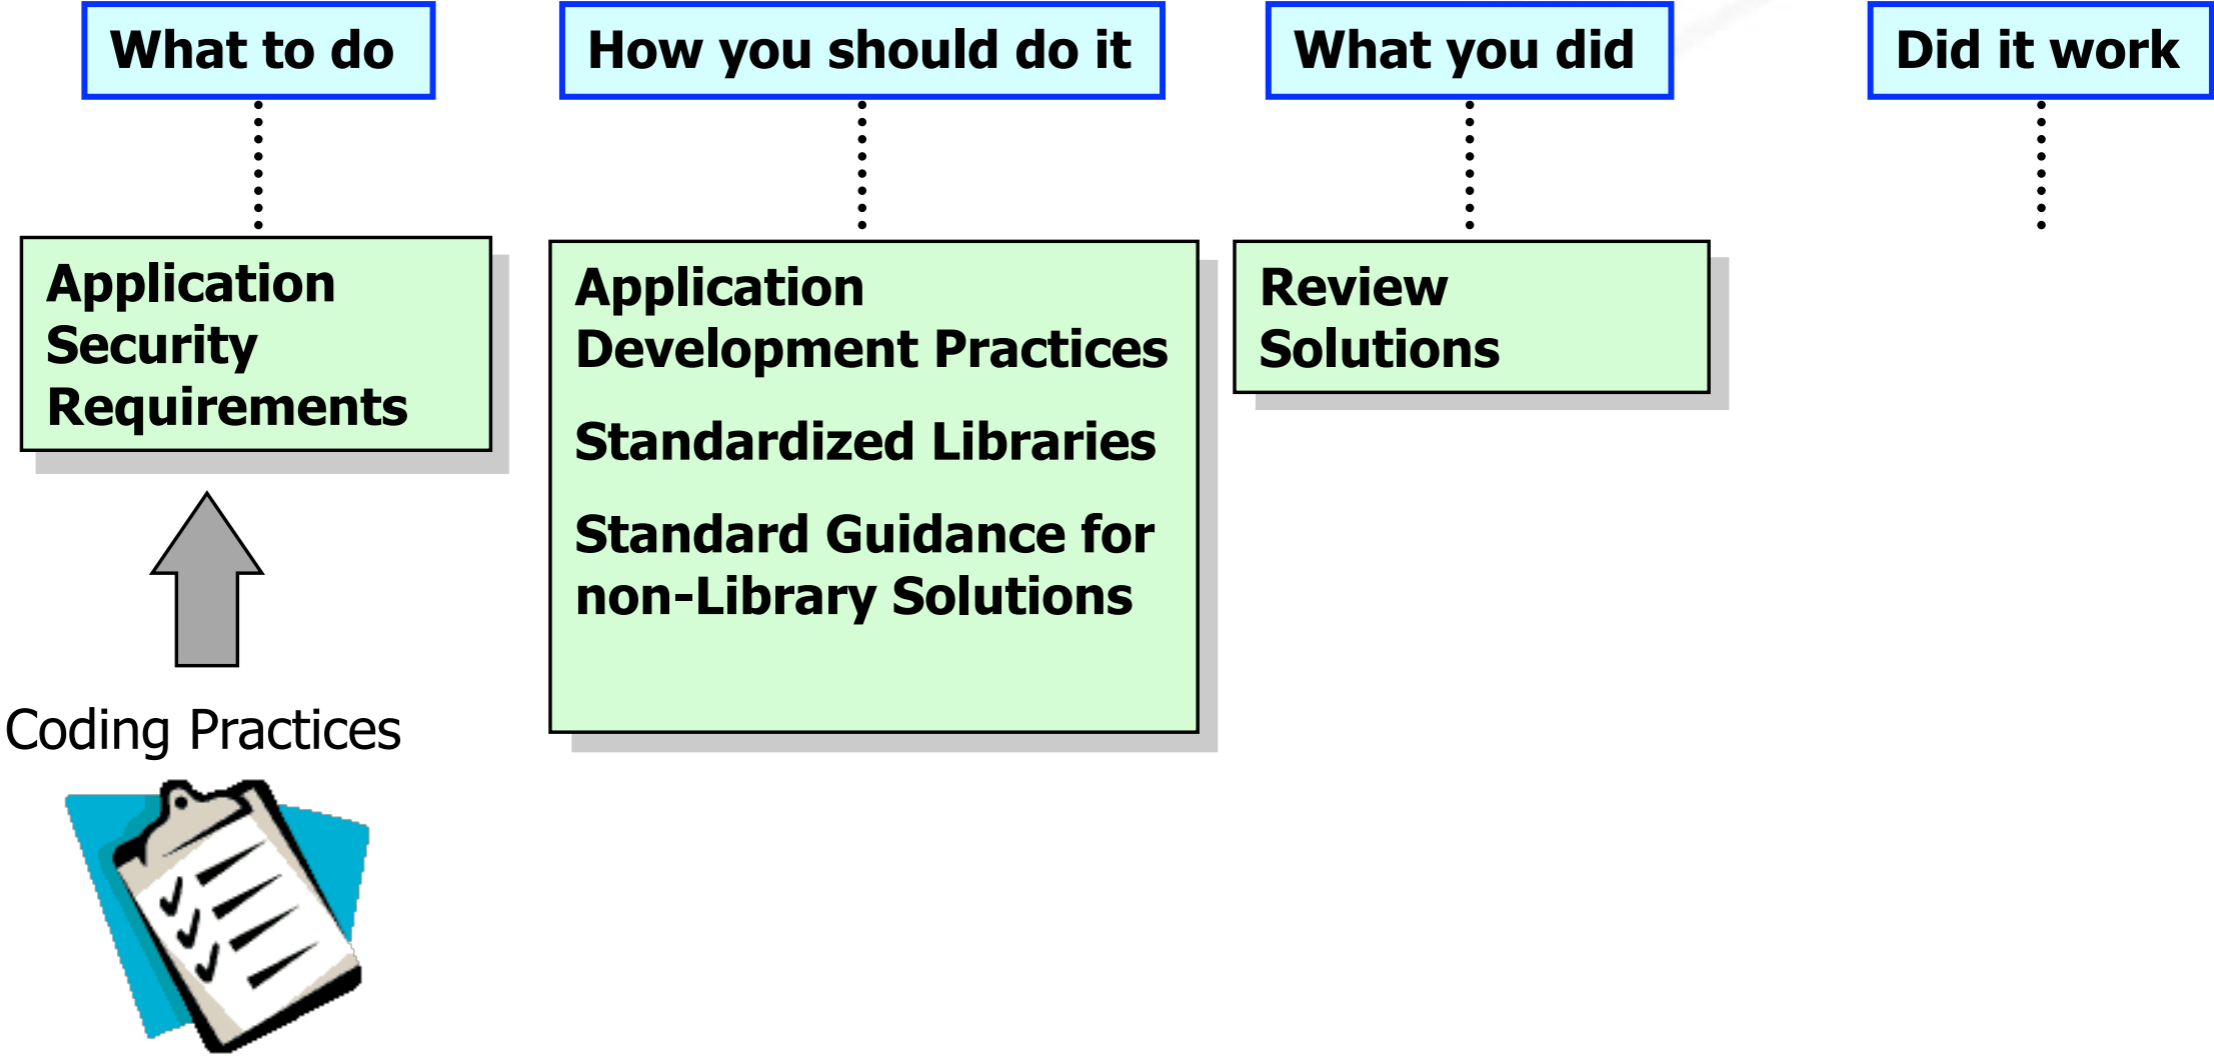 What to do
How you should do it
What you did
Did it work
Application
Security
Requirements
Application
Development Practices
Standardized Libraries
Standard Guidance for
non-Library Solutions
Review
Solutions
Coding Practices